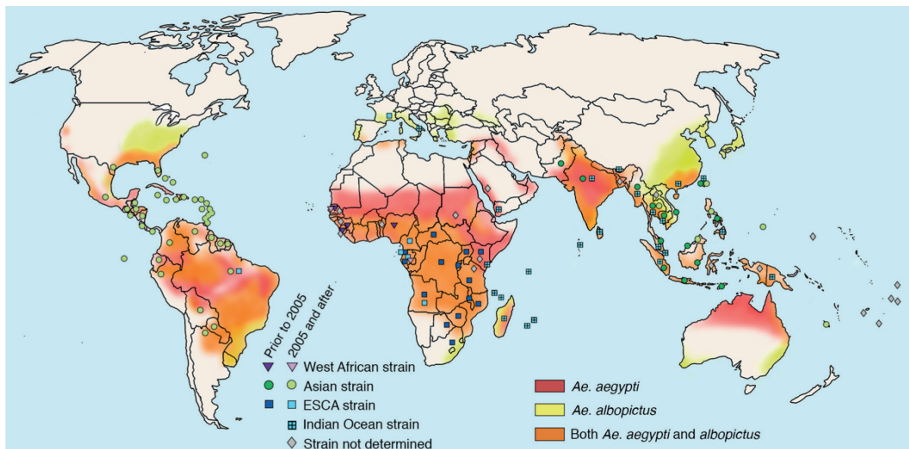 Prior to 2005
2005 and after
West African strain
Asian strain
ESCA strain
Indian Ocean strain
Strain not determined
Ae. aegypti
Ae. albopictus
Both Ae. aegypti and albopictus